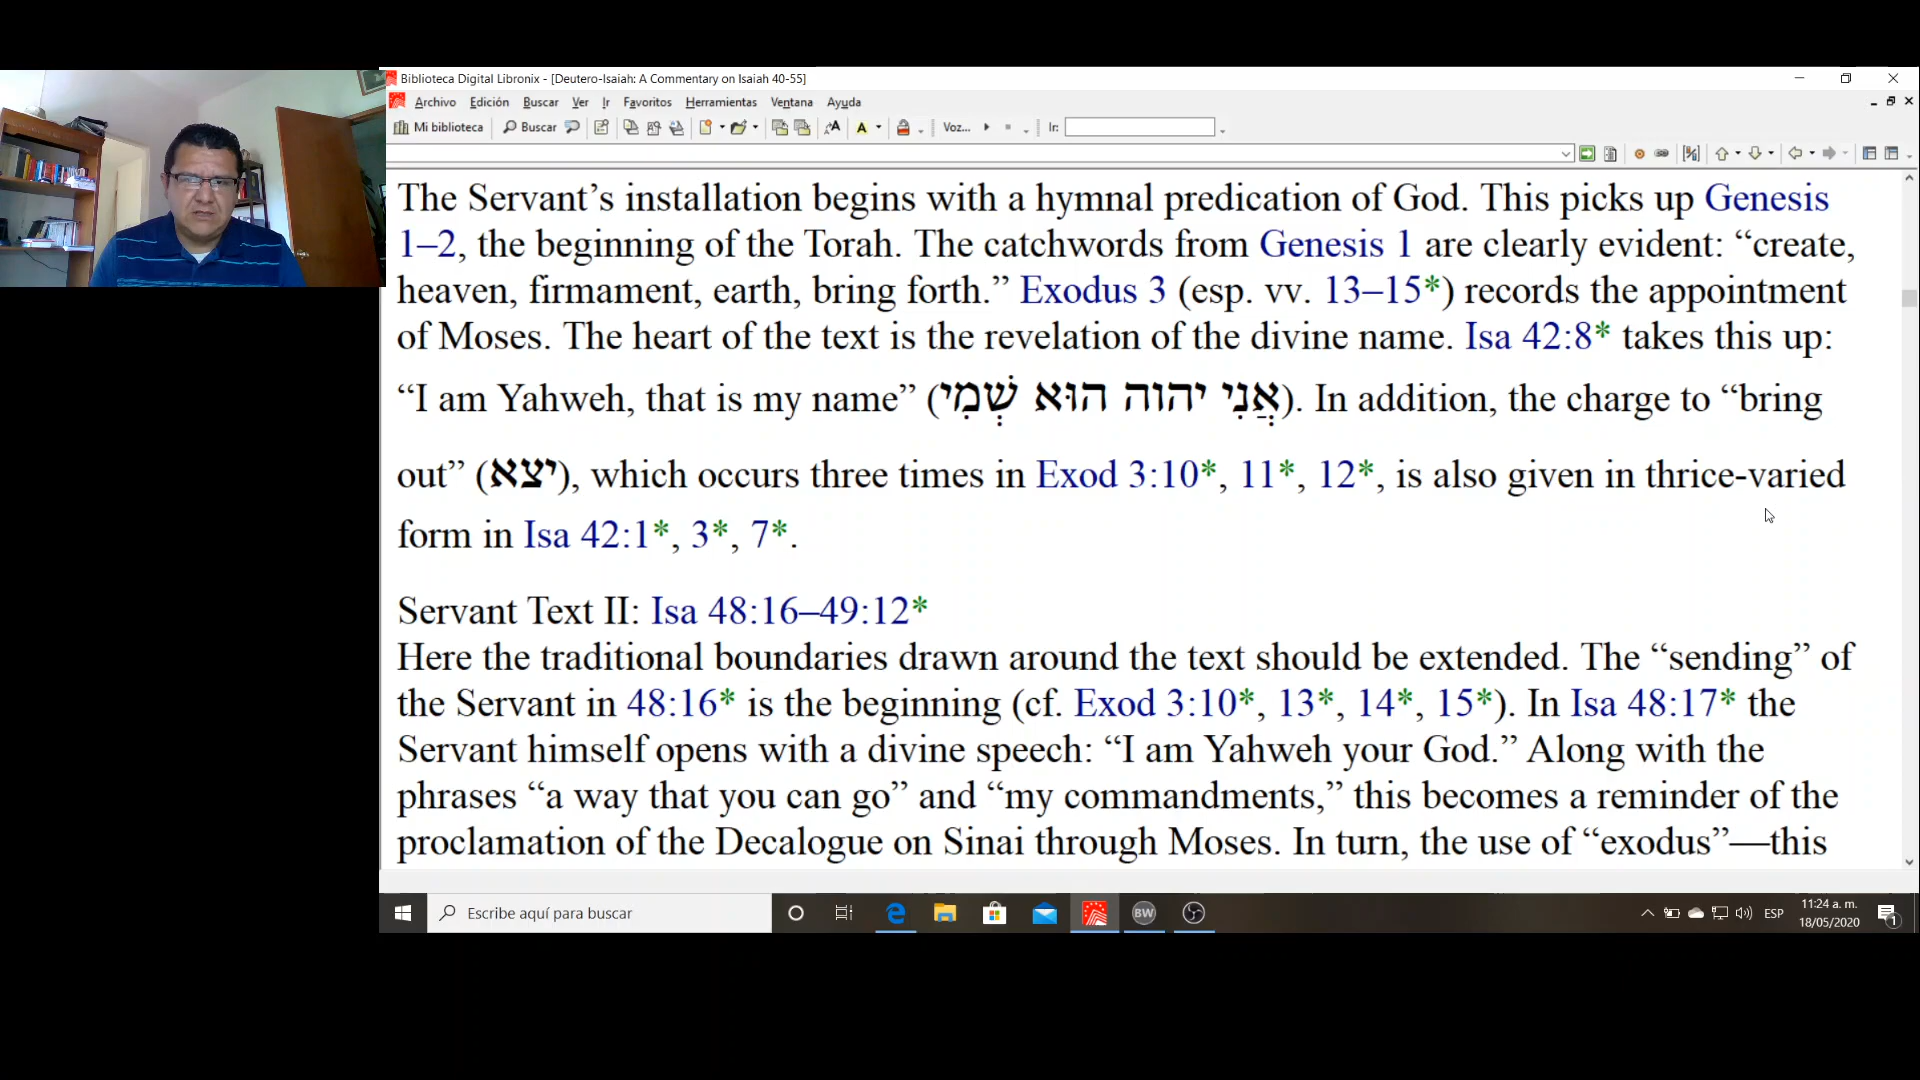 Biblioteca Digital Libronix - [Deutero-Isaiah: A Commentary on Isaiah 40-55]
Archivo Edición Buscar Ver Ir Favoritos Herramientas Ventana Ayuda
Mi biblioteca Buscar Voz... Ir:
The Servant’s installation begins with a hymnal predication of God. This picks up Genesis
1–2, the beginning of the Torah. The catchwords from Genesis 1 are clearly evident: “create,
heaven, firmament, earth, bring forth.” Exodus 3 (esp. vv. 13–15*) records the appointment
of Moses. The heart of the text is the revelation of the divine name. Isa 42:8* takes this up:
“I am Yahweh, that is my name” (אֲנִי יהוה הוּא שְׁמִי). In addition, the charge to “bring
out” (יצא), which occurs three times in Exod 3:10*, 11*, 12*, is also given in thrice-varied
form in Isa 42:1*, 3*, 7*.
Servant Text II: Isa 48:16–49:12*
Here the traditional boundaries drawn around the text should be extended. The “sending” of
the Servant in 48:16* is the beginning (cf. Exod 3:10*, 13*, 14*, 15*). In Isa 48:17* the
Servant himself opens with a divine speech: “I am Yahweh your God.” Along with the
phrases “a way that you can go” and “my commandments,” this becomes a reminder of the
proclamation of the Decalogue on Sinai through Moses. In turn, the use of “exodus”—this
Escribe aquí para buscar
BW
ESP
11:24 a. m.
18/05/2020
1